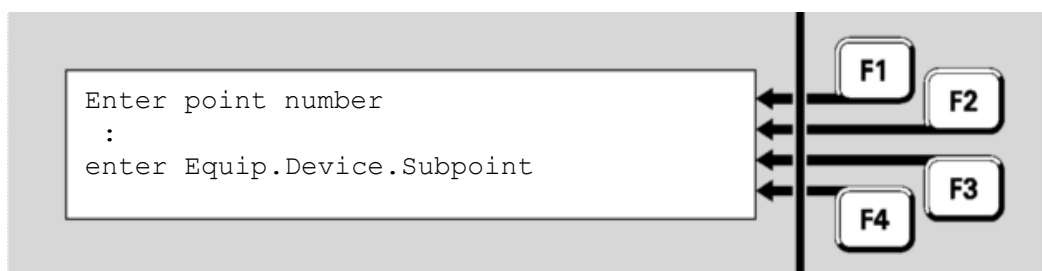 Enter point number
:
enter Equip.Device.Subpoint
F1
F2
F3
F4